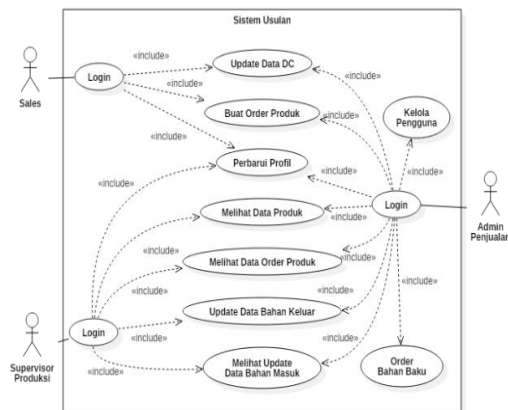 Sistem Usulan
«include»
Update Data DC
Login
«include»
«include»
Sales
Buat Order Produk
Kelola
Pengguna
«include»
«include»
Perbarui Profil
«include»
«include»
«include»
Login
Melihat Data Produk
«include»
Admin
Penjualan
«include»
Melihat Data Order Produk
«include»
«include»
«include»
«include»
Update Data Bahan Keluar
Login
«include»
«include»
Supervisor
Produksi
«include»
Melihat Update
Data Bahan Masuk
Order
Bahan Baku